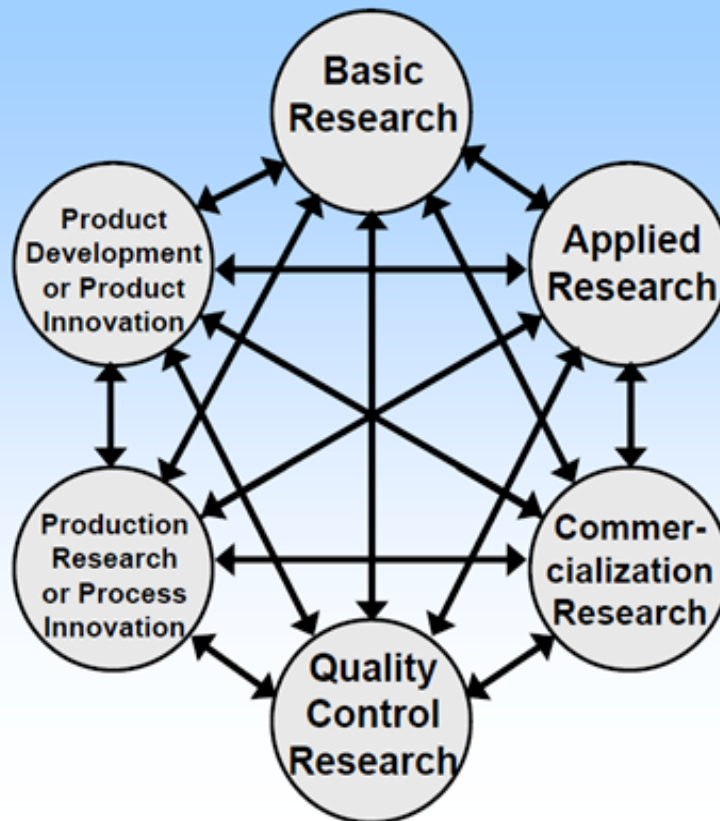 Basic
Research
Product
Development
or Product
Innovation
Applied
Research
Production
Research
or Process
Innovation
Commer-
cialization
Research
Quality
Control
Research